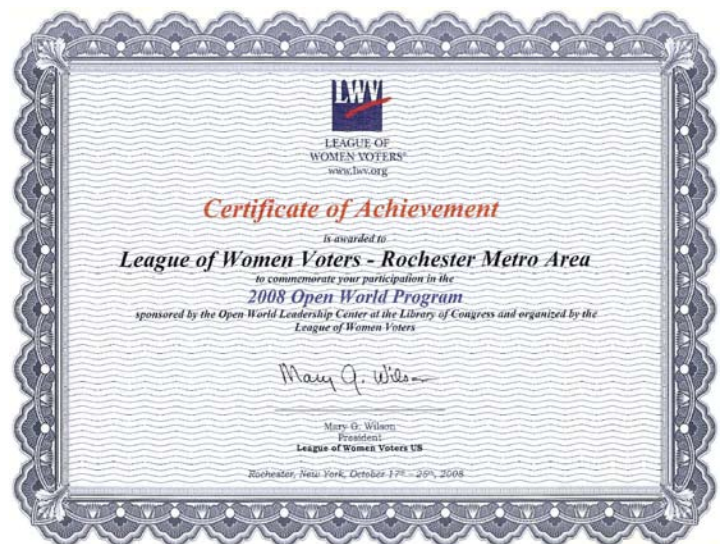 LWV
LEAGUE OF
WOMEN VOTERS®
www.lwv.org
Certificate of Achievement
is awarded to
League of Women Voters - Rochester Metro Area
to commemorate your participation in the
2008 Open World Program
sponsored by the Open World Leadership Center at the Library of Congress and organized by the
League of Women Voters
Mary G. Wilson
Mary G. Wilson
President
League of Women Voters US
Rochester, New York, October 17th - 25th, 2008